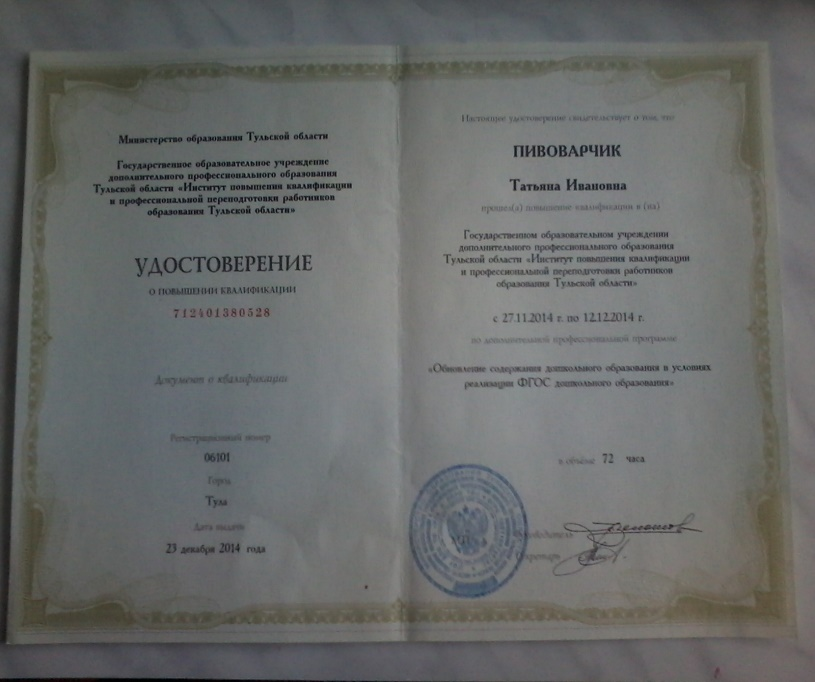 Министерство образования Тульской области
Государственное образовательное учреждение
дополнительного профессионального образования
Тульской области «Институт повышения квалификации
и профессиональной переподготовки работников
образования Тульской области»
УДОСТОВЕРЕНИЕ
О ПОВЫШЕНИИ КВАЛИФИКАЦИИ
712401380528
Документ о квалификации
Регистрационный номер
06101
Город
Тула
Дата выдачи
23 декабря 2014 года
Настоящее удостоверение свидетельствует о том, что
ПИВОВАРЧИК
Татьяна Ивановна
прошел(а) повышение квалификации в (на)
Государственном образовательном учреждении
дополнительного профессионального образования
Тульской области «Институт повышения квалификации
и профессиональной переподготовки работников
образования Тульской области»
с 27.11.2014 г. по 12.12.2014 г.
по дополнительной профессиональной программе
«Обновление содержания дошкольного образования в условиях
реализации ФГОС дошкольного образования»
в объёме 72 часа
Руководитель
Секретарь